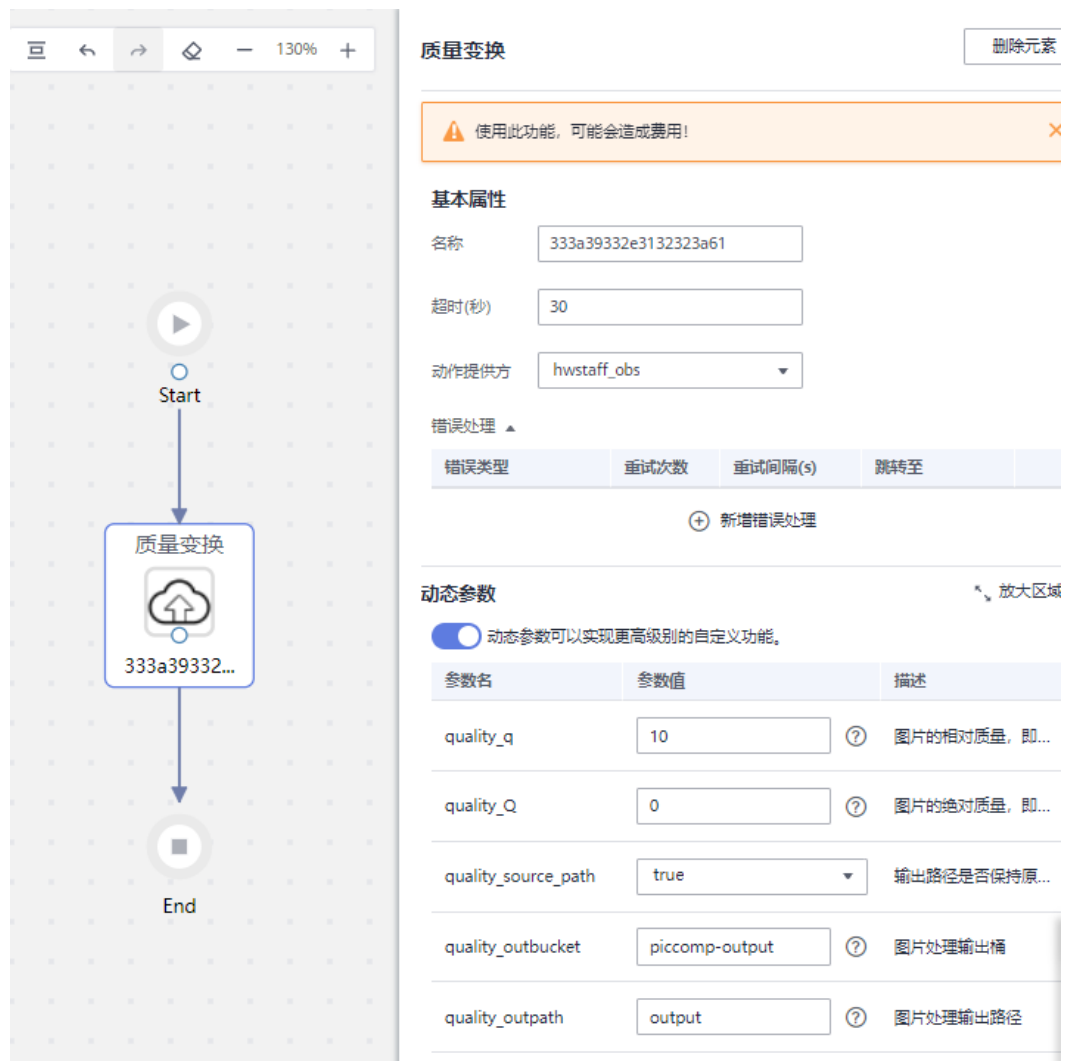 130%
Start
质量变换
333a39332...
End
质量变换
删除元素
使用此功能，可能会造成费用!
基本属性
名称 333a39332e3132323a61
超时(秒) 30
动作提供方 hwstaff_obs
错误处理
错误类型 重试次数 重试间隔(s) 跳转至
新增错误处理
动态参数 放大区域
动态参数可以实现更高级别的自定义功能。
参数名 参数值 描述
quality_q 10 图片的相对质量，即...
quality_Q 0 图片的绝对质量，即...
quality_source_path true 输出路径是否保持原...
quality_outbucket piccomp-output 图片处理输出桶
quality_outpath output 图片处理输出路径